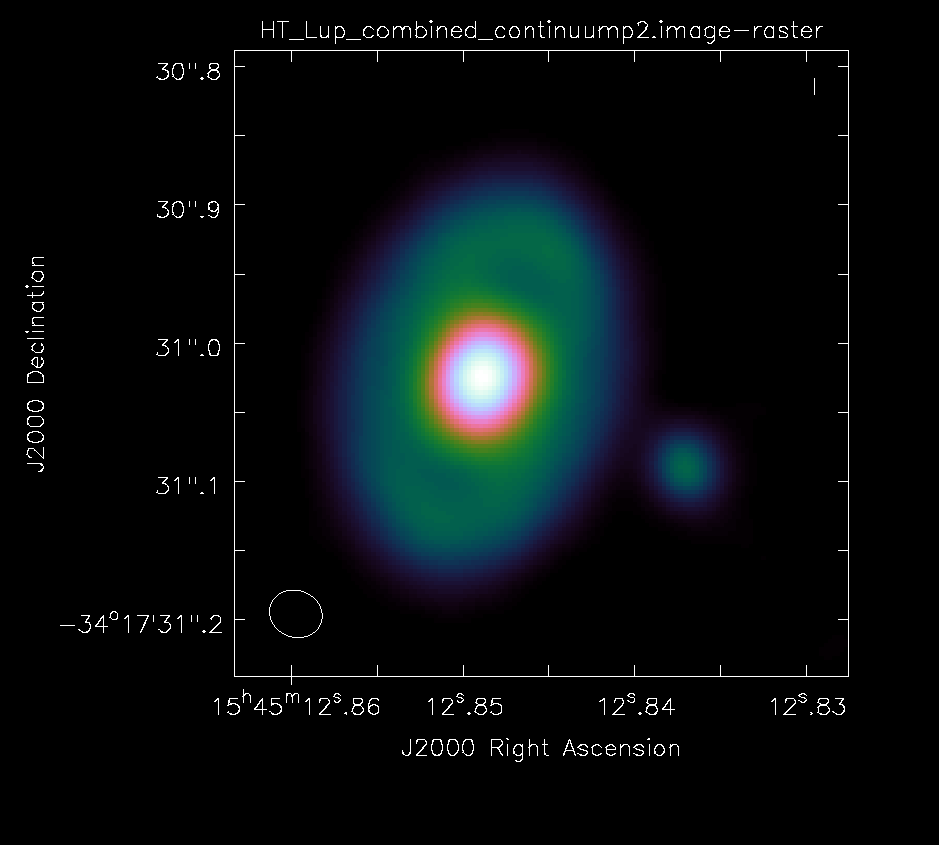 HT_Lup_combined_continuump2.image-raster
30".8
I
30".9
31".0
31".1
-34°17'31".2
J2000 Declination
15ʰ45ᵐ12ˢ.86 12ˢ.85 12ˢ.84 12ˢ.83
J2000 Right Ascension